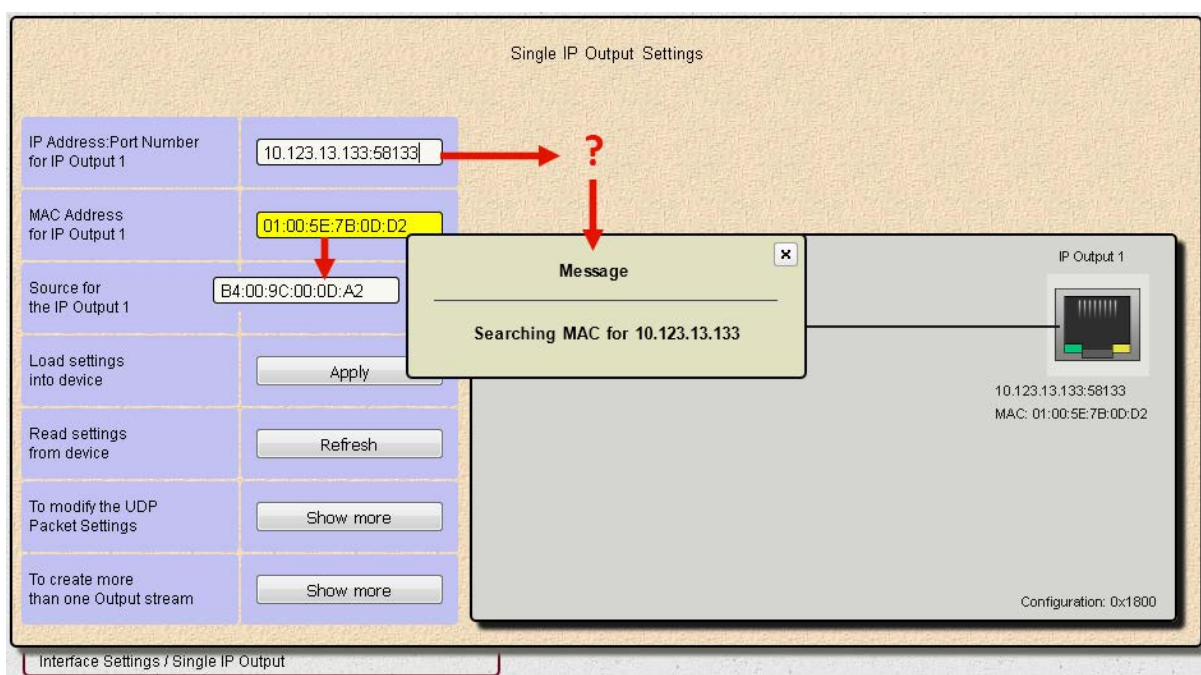 Single IP Output Settings
IP Address:Port Number
for IP Output 1
10.123.13.133:58133
?
MAC Address
for IP Output 1
01:00:5E:7B:0D:D2
Source for
the IP Output 1
B4:00:9C:00:0D:A2
Message
x
Searching MAC for 10.123.13.133
IP Output 1
Load settings
into device
Apply
10.123.13.133:58133
MAC: 01:00:5E:7B:0D:D2
Read settings
from device
Refresh
To modify the UDP
Packet Settings
Show more
To create more
than one Output stream
Show more
Configuration: 0x1800
Interface Settings / Single IP Output